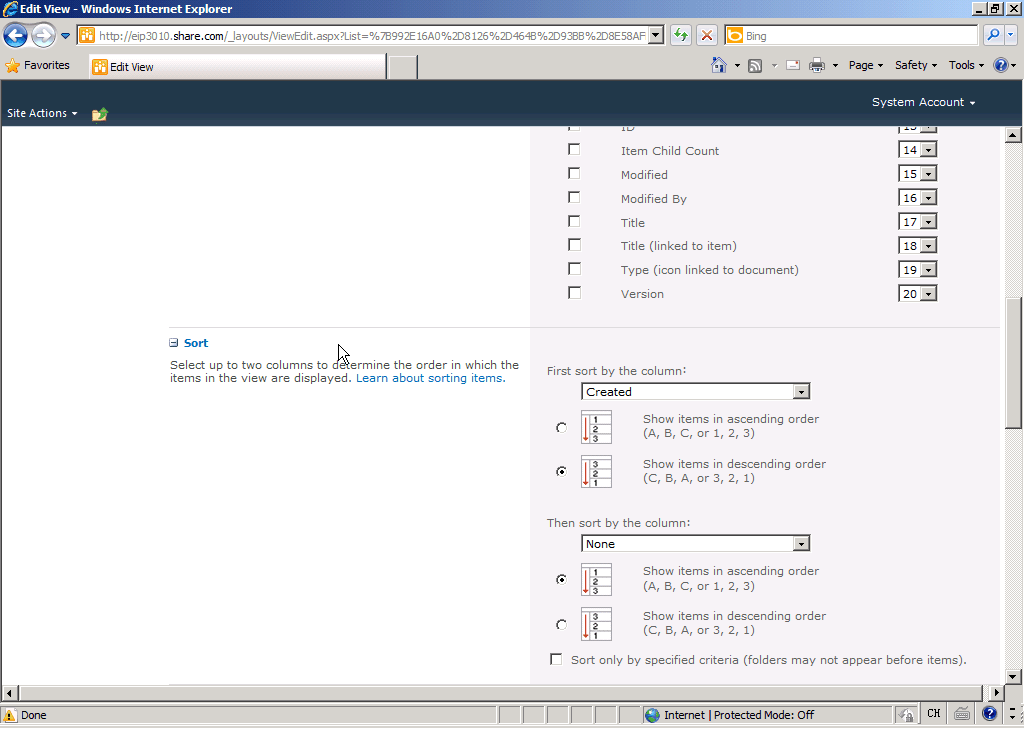 Edit View - Windows Internet Explorer
http://eip3010.share.com/_layouts/ViewEdit.aspx?List=%7B992E16A0%2D8126%2D464B%2D93BB%2D8E58AF
Bing
Favorites
Edit View
Page
Safety
Tools
System Account
Site Actions
ID 13
Item Child Count 14
Modified 15
Modified By 16
Title 17
Title (linked to item) 18
Type (icon linked to document) 19
Version 20
Sort
Select up to two columns to determine the order in which the
items in the view are displayed. Learn about sorting items.
First sort by the column:
Created
1 2 3
Show items in ascending order
(A, B, C, or 1, 2, 3)
3 2 1
Show items in descending order
(C, B, A, or 3, 2, 1)
Then sort by the column:
None
1 2 3
Show items in ascending order
(A, B, C, or 1, 2, 3)
3 2 1
Show items in descending order
(C, B, A, or 3, 2, 1)
Sort only by specified criteria (folders may not appear before items).
Done
Internet | Protected Mode: Off
CH